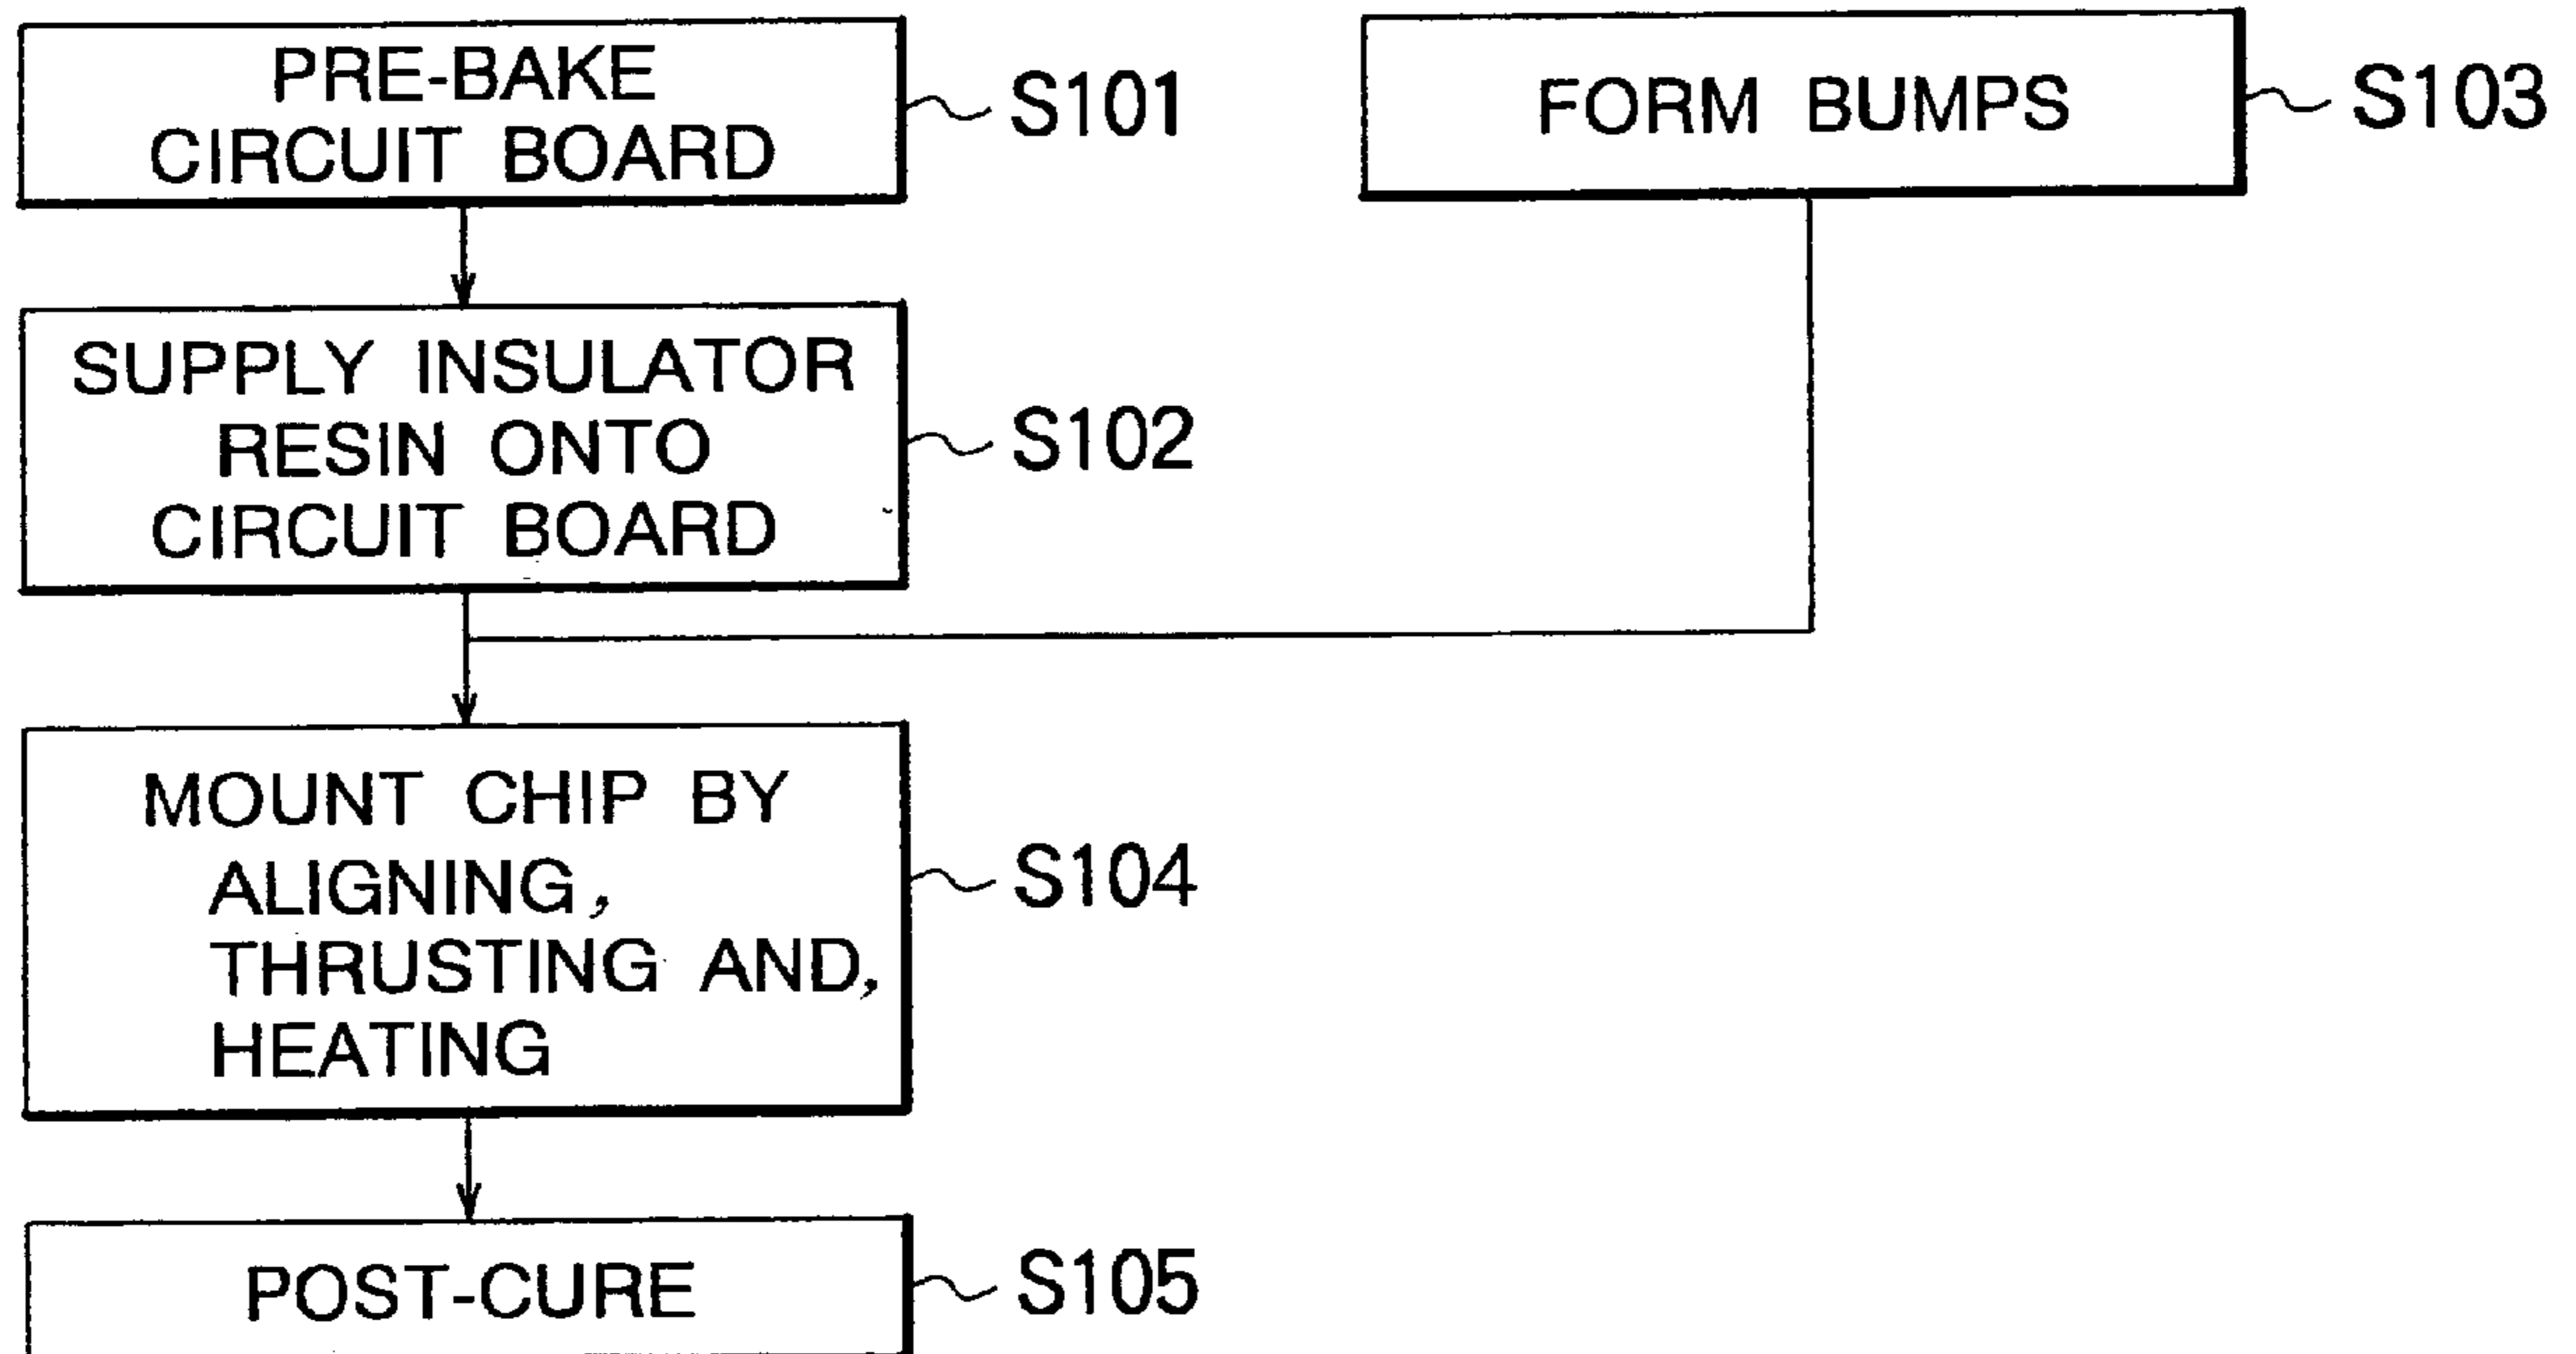 PRE-BAKE
CIRCUIT BOARD
S101
FORM BUMPS
S103
SUPPLY INSULATOR
RESIN ONTO
CIRCUIT BOARD
S102
MOUNT CHIP BY
ALIGNING,
THRUSTING AND,
HEATING
S104
POST-CURE
S105